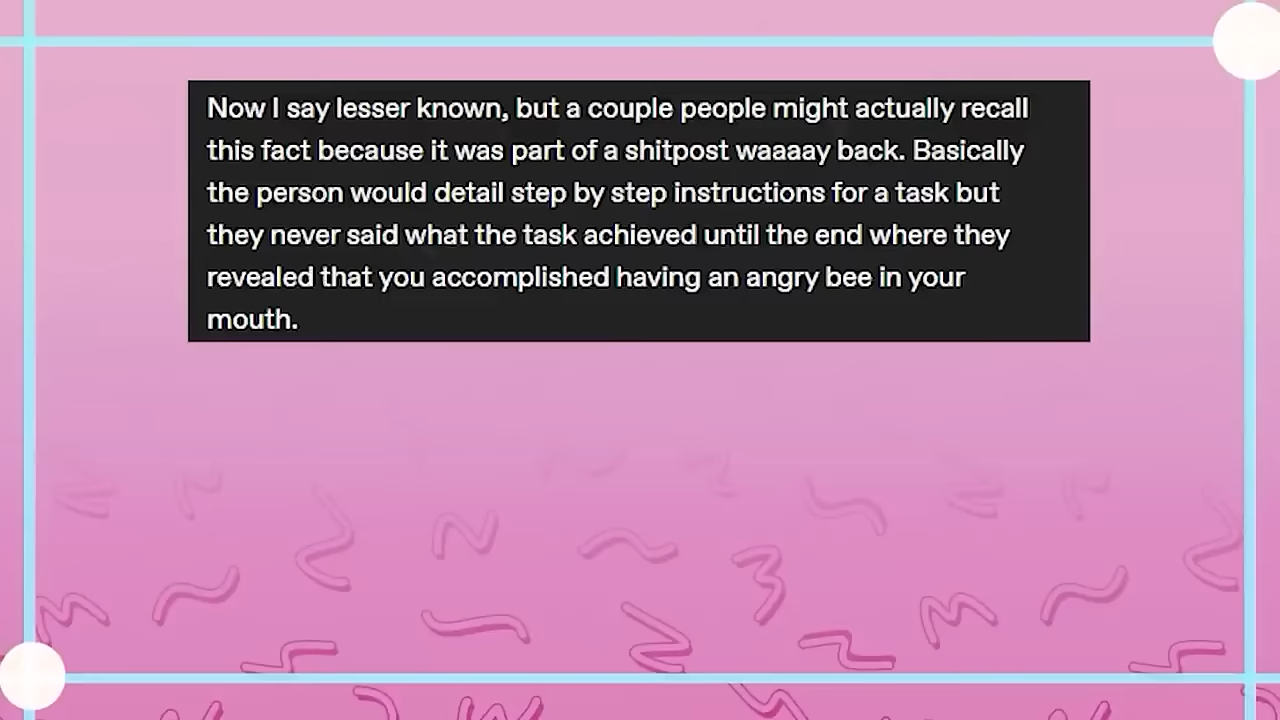 Now I say lesser known, but a couple people might actually recall
this fact because it was part of a shitpost waaaay back. Basically
the person would detail step by step instructions for a task but
they never said what the task achieved until the end where they
revealed that you accomplished having an angry bee in your
mouth.